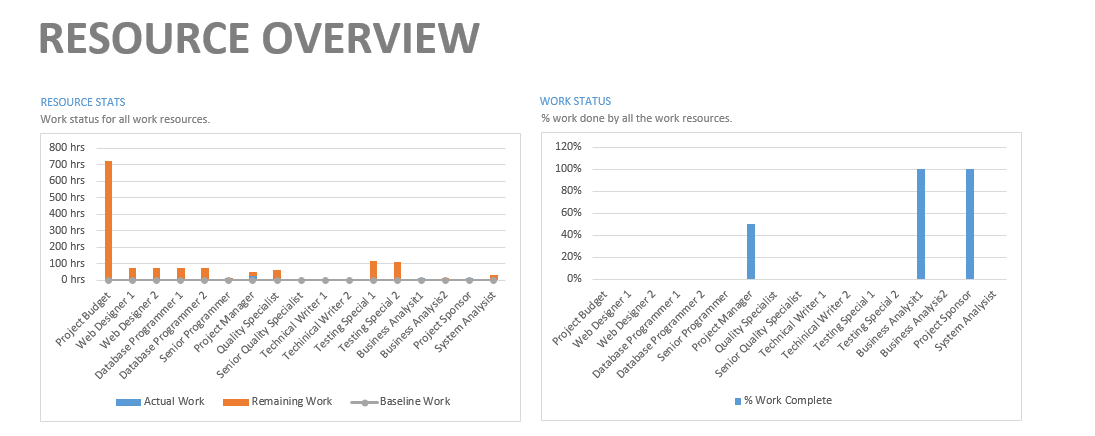 RESOURCE OVERVIEW
RESOURCE STATS
Work status for all work resources.
800 hrs
700 hrs
600 hrs
500 hrs
400 hrs
300 hrs
200 hrs
100 hrs
0 hrs
Project Budget
Web Designer 1
Web Designer 2
Database Programmer 1
Database Programmer 2
Senior Programmer
Project Manager
Quality Specialist
Senior Quality Specialist
Technical Writer 1
Techinical Writer 2
Testing Special 1
Testing Special 2
Business Analysit1
Business Analysis2
Project Sponsor
System Analyist
Actual Work
Remaining Work
Baseline Work
WORK STATUS
% work done by all the work resources.
120%
100%
80%
60%
40%
20%
0%
Project Budget
Web Designer 1
Web Designer 2
Database Programmer 1
Database Programmer 2
Senior Programmer
Project Manager
Quality Specialist
Senior Quality Specialist
Technical Writer 1
Techinical Writer 2
Testing Special 1
Testing Special 2
Business Analysit1
Business Analysis2
Project Sponsor
System Analyist
% Work Complete